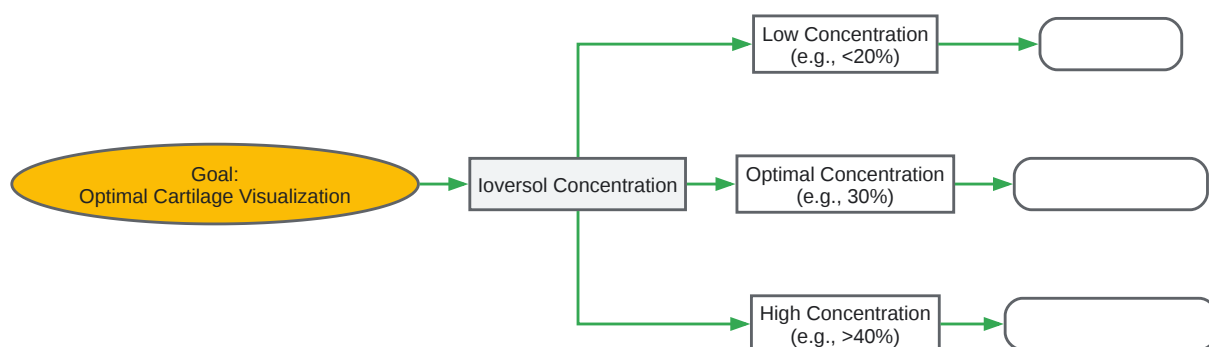 Goal:
Optimal Cartilage Visualization
Ioversol Concentration
Low Concentration
(e.g., <20%)
Optimal Concentration
(e.g., 30%)
High Concentration
(e.g., >40%)